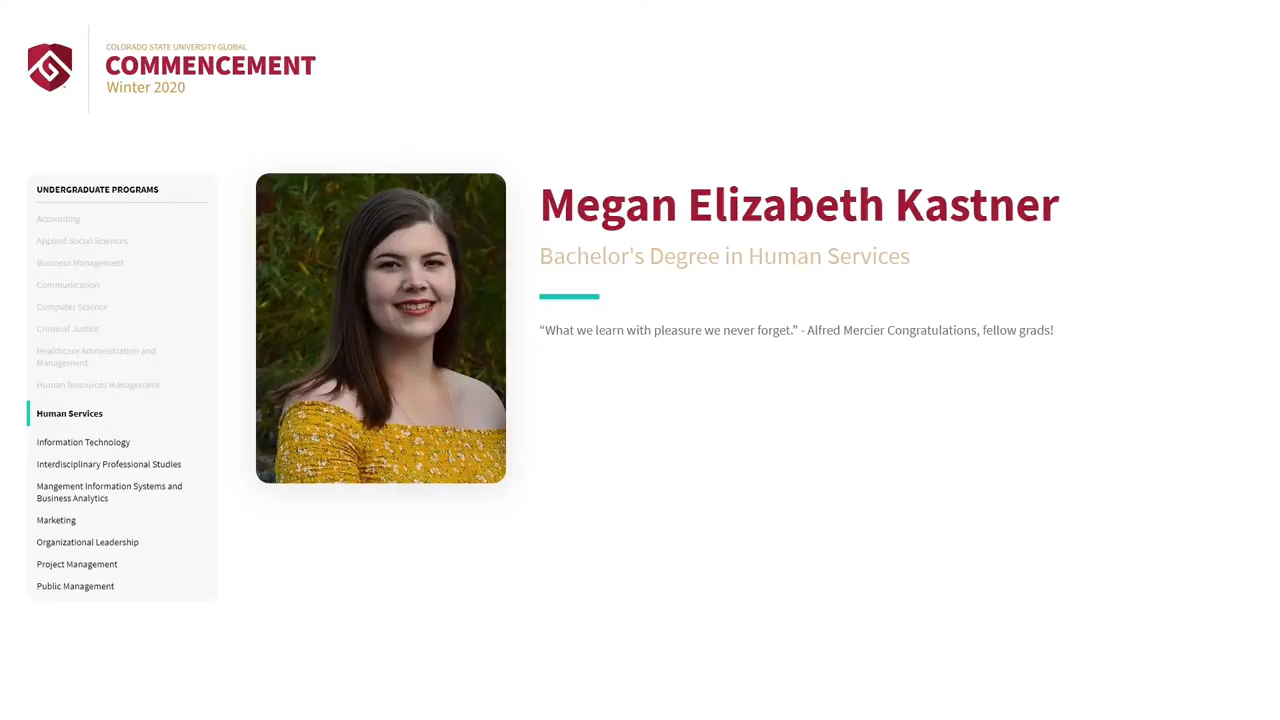 COLORADO STATE UNIVERSITY GLOBAL
COMMENCEMENT
Winter 2020
UNDERGRADUATE PROGRAMS
Accounting
Applied Social Sciences
Business Management
Communication
Computer Science
Criminal Justice
Healthcare Administration and
Management
Human Resources Management
Human Services
Information Technology
Interdisciplinary Professional Studies
Mangement Information Systems and
Business Analytics
Marketing
Organizational Leadership
Project Management
Public Management
Megan Elizabeth Kastner
Bachelor's Degree in Human Services
“What we learn with pleasure we never forget.” - Alfred Mercier Congratulations, fellow grads!